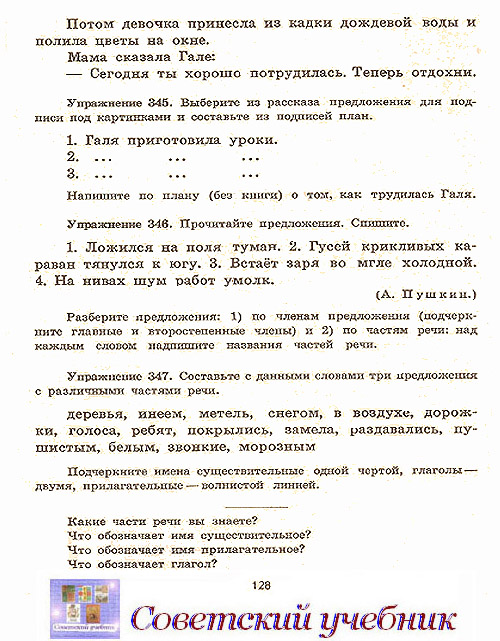 Потом девочка принесла из кадки дождевой воды и
полила цветы на окне.
Мама сказала Гале:
— Сегодня ты хорошо потрудилась. Теперь отдохни.
Упражнение 345. Выберите из рассказа предложения для под-
писи под картинками и составьте из подписей план.
1. Галя приготовила уроки.
2. ... ... ...
3. ... ... ...
Напишите по плану (без книги) о том, как трудилась Галя.
Упражнение 346. Прочитайте предложения. Спишите.
1. Ложился на поля туман. 2. Гусей крикливых ка-
раван тянулся к югу. 3. Встаёт заря во мгле холодной.
4. На нивах шум работ умолк.
(А. Пушкин.)
Разберите предложения: 1) по членам предложения (подчерк-
ните главные и второстепенные члены) и 2) по частям речи: над
каждым словом надпишите названия частей речи.
Упражнение 347. Составьте с данными словами три предложения
с различными частями речи.
деревья, инеем, метель, снегом, в воздухе, дорож-
ки, голоса, ребят, покрылись, замела, раздавались, пу-
шистым, белым, звонкие, морозным
Подчеркните имена существительные одной чертой, глаголы —
двумя, прилагательные — волнистой линией.
Какие части речи вы знаете?
Что обозначает имя существительное?
Что обозначает имя прилагательное?
Что обозначает глагол?
128
Советский учебник